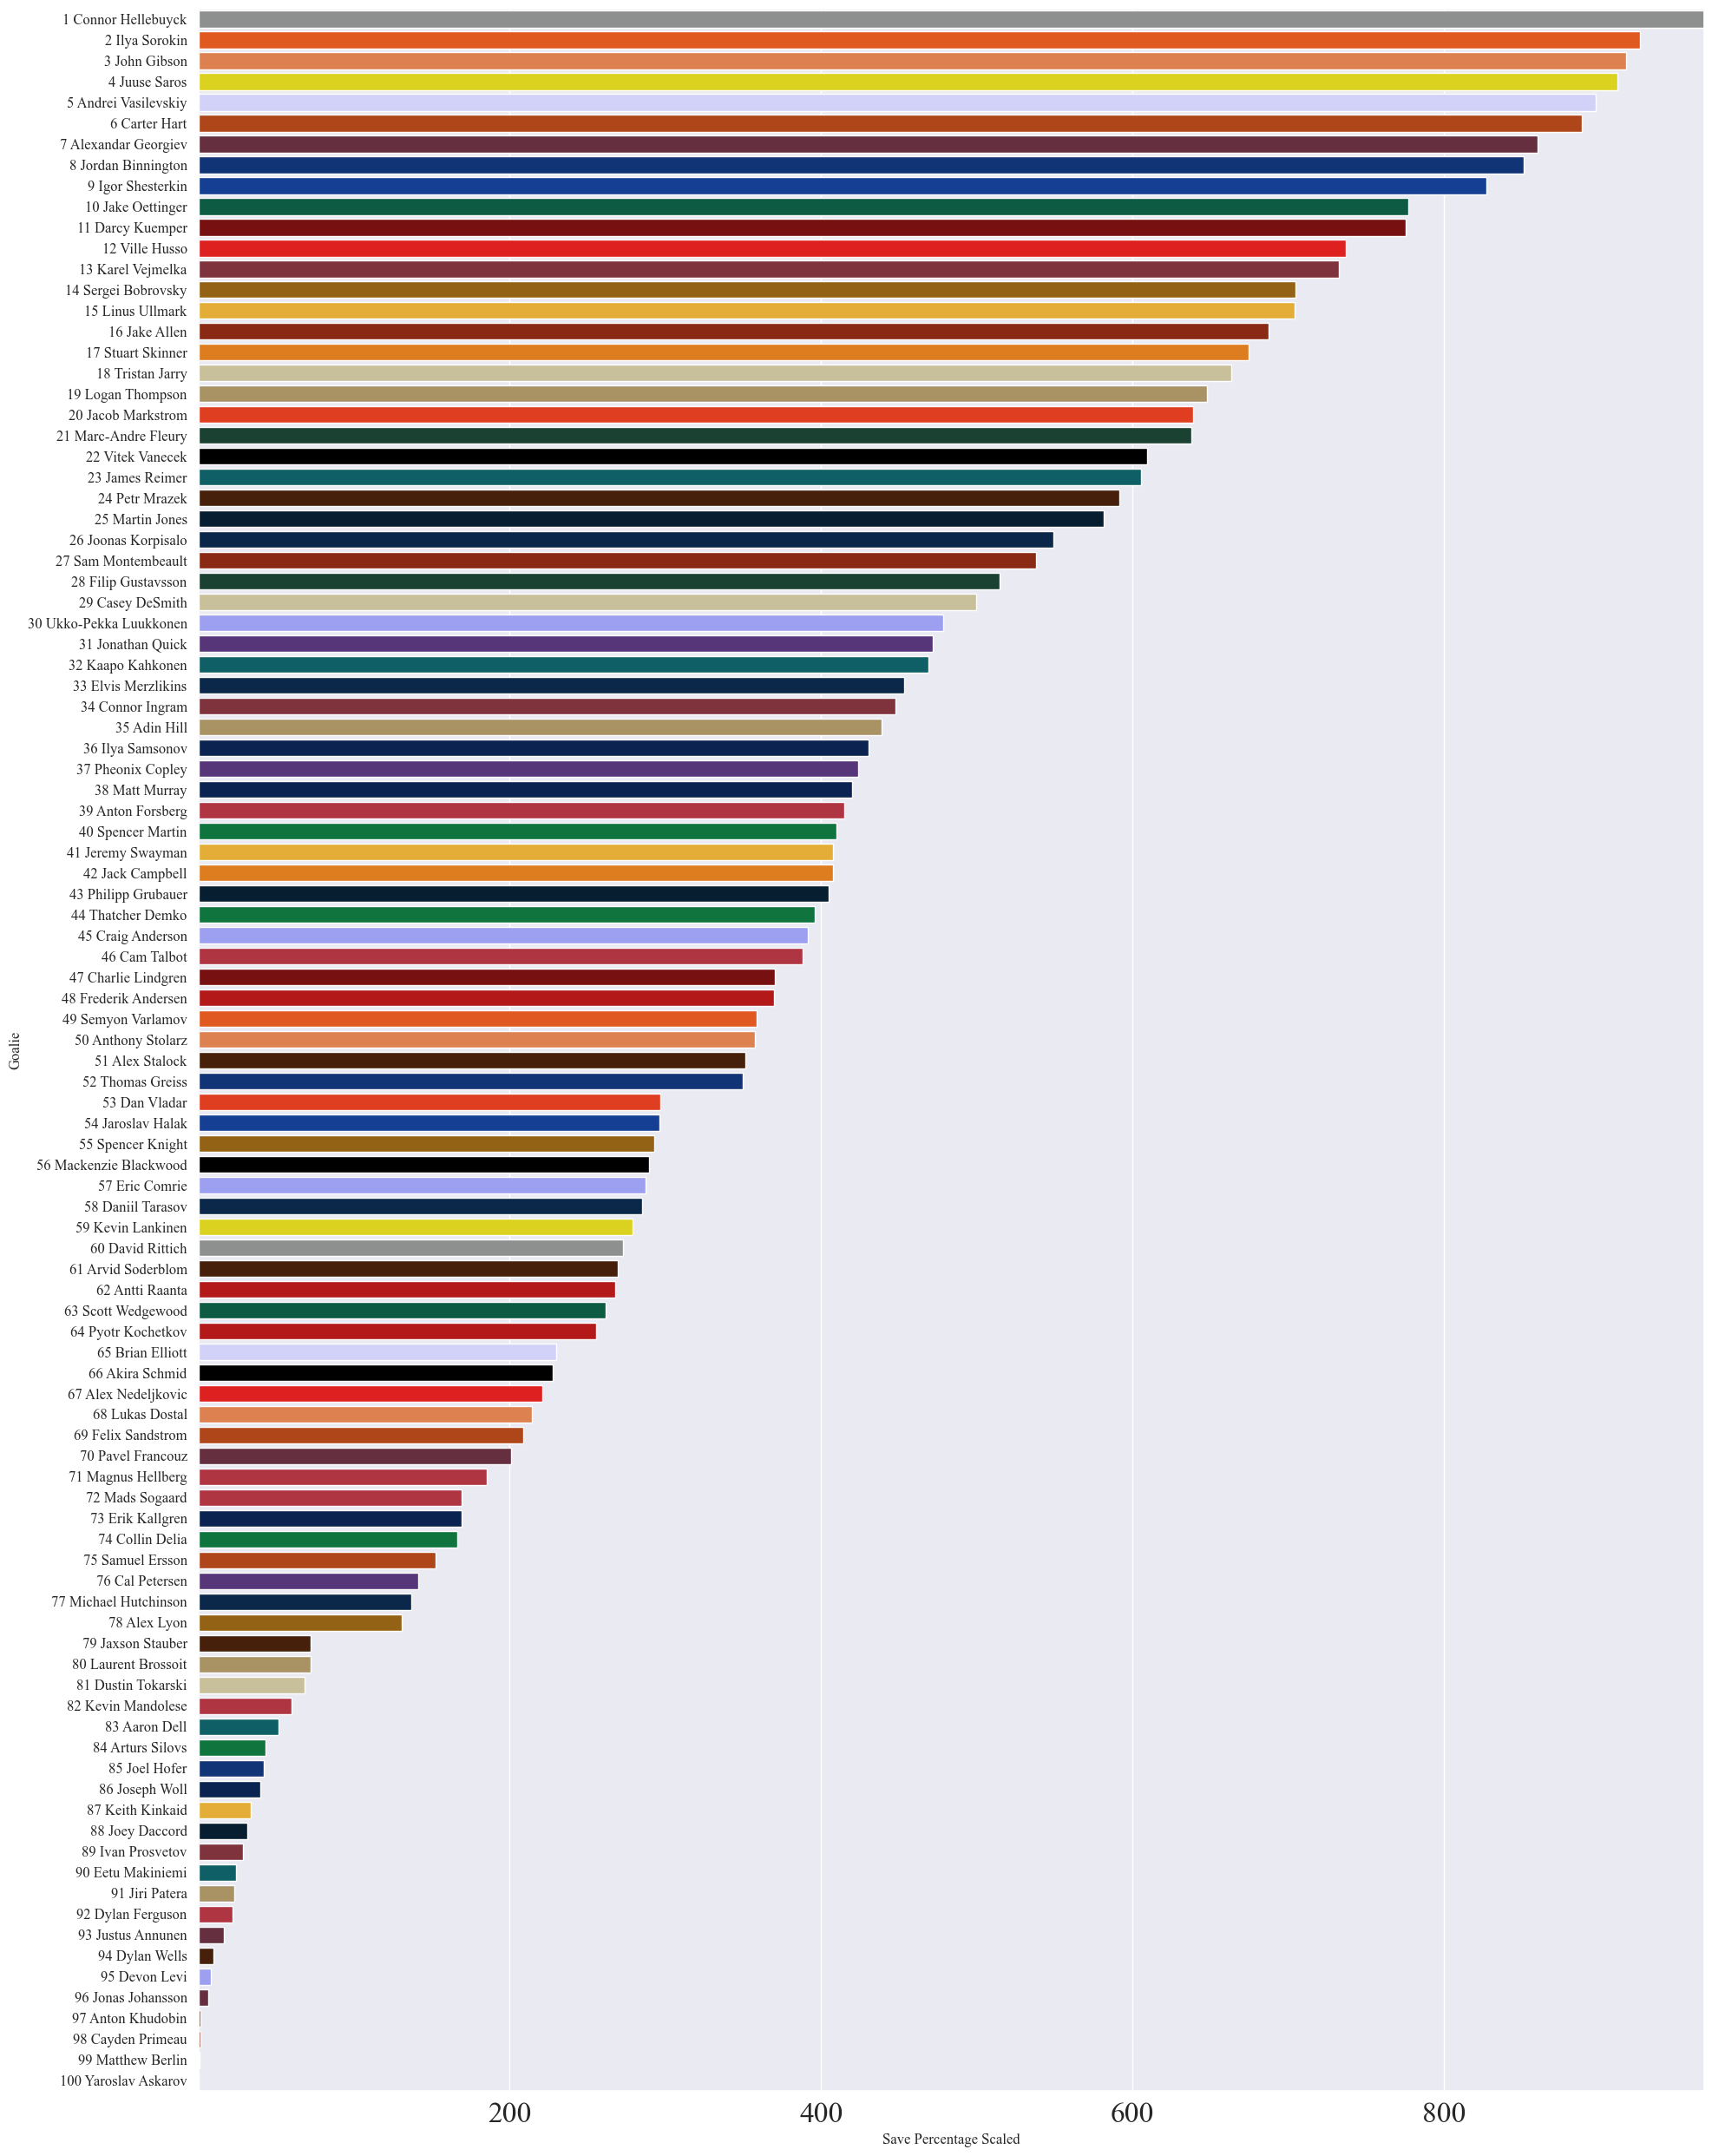 1 Connor Hellebuyck
2 Ilya Sorokin
3 John Gibson
4 Juuse Saros
5 Andrei Vasilevskiy
6 Carter Hart
7 Alexandar Georgiev
8 Jordan Binnington
9 Igor Shesterkin
10 Jake Oettinger
11 Darcy Kuemper
12 Ville Husso
13 Karel Vejmelka
14 Sergei Bobrovsky
15 Linus Ullmark
16 Jake Allen
17 Stuart Skinner
18 Tristan Jarry
19 Logan Thompson
20 Jacob Markstrom
21 Marc-Andre Fleury
22 Vitek Vanecek
23 James Reimer
24 Petr Mrazek
25 Martin Jones
26 Joonas Korpisalo
27 Sam Montembeault
28 Filip Gustavsson
29 Casey DeSmith
30 Ukko-Pekka Luukkonen
31 Jonathan Quick
32 Kaapo Kahkonen
33 Elvis Merzlikins
34 Connor Ingram
35 Adin Hill
36 Ilya Samsonov
37 Pheonix Copley
38 Matt Murray
39 Anton Forsberg
40 Spencer Martin
41 Jeremy Swayman
42 Jack Campbell
43 Philipp Grubauer
44 Thatcher Demko
45 Craig Anderson
46 Cam Talbot
47 Charlie Lindgren
48 Frederik Andersen
49 Semyon Varlamov
50 Anthony Stolarz
51 Alex Stalock
52 Thomas Greiss
53 Dan Vladar
54 Jaroslav Halak
55 Spencer Knight
56 Mackenzie Blackwood
57 Eric Comrie
58 Daniil Tarasov
59 Kevin Lankinen
60 David Rittich
61 Arvid Soderblom
62 Antti Raanta
63 Scott Wedgewood
64 Pyotr Kochetkov
65 Brian Elliott
66 Akira Schmid
67 Alex Nedeljkovic
68 Lukas Dostal
69 Felix Sandstrom
70 Pavel Francouz
71 Magnus Hellberg
72 Mads Sogaard
73 Erik Kallgren
74 Collin Delia
75 Samuel Ersson
76 Cal Petersen
77 Michael Hutchinson
78 Alex Lyon
79 Jaxson Stauber
80 Laurent Brossoit
81 Dustin Tokarski
82 Kevin Mandolese
83 Aaron Dell
84 Arturs Silovs
85 Joel Hofer
86 Joseph Woll
87 Keith Kinkaid
88 Joey Daccord
89 Ivan Prosvetov
90 Eetu Makiniemi
91 Jiri Patera
92 Dylan Ferguson
93 Justus Annunen
94 Dylan Wells
95 Devon Levi
96 Jonas Johansson
97 Anton Khudobin
98 Cayden Primeau
99 Matthew Berlin
100 Yaroslav Askarov
Goalie
200 400 600 800
Save Percentage Scaled